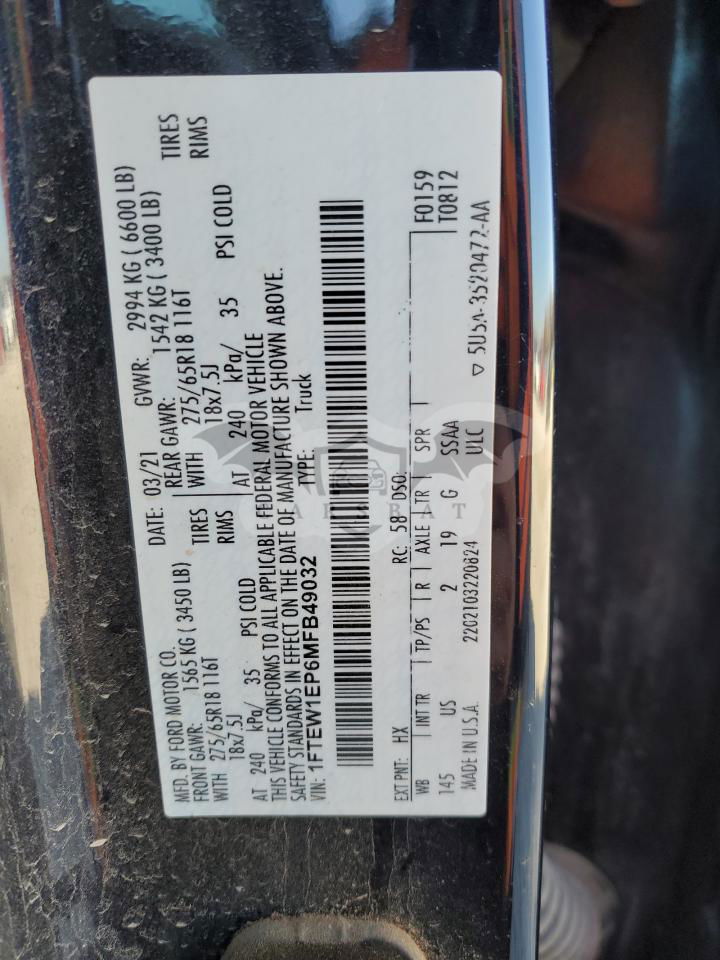 MFD. BY FORD MOTOR CO.
DATE: 03/21 GVWR: 2994 KG ( 6600 LB)
FRONT GAWR: 1565 KG ( 3450 LB) REAR GAWR: 1542 KG ( 3400 LB)
WITH 275/65R18 116T TIRES WITH 275/65R18 116T TIRES
18x7.5J RIMS 18x7.5J RIMS
AT 240 kPa/ 35 PSI COLD AT 240 kPa/ 35 PSI COLD
THIS VEHICLE CONFORMS TO ALL APPLICABLE FEDERAL MOTOR VEHICLE
SAFETY STANDARDS IN EFFECT ON THE DATE OF MANUFACTURE SHOWN ABOVE.
VIN: 1FTEW1EP6MFB49032 TYPE: Truck
EXT PNT: HX RC: 58 DSO: F0159
WB INT TR TP/PS R AXLE TR SPR T0812
145 US 2 19 G SSAA
ULC
MADE IN U.S.A. 2202103220824
▽ 5U5A-3520472-AA
CARSBAT